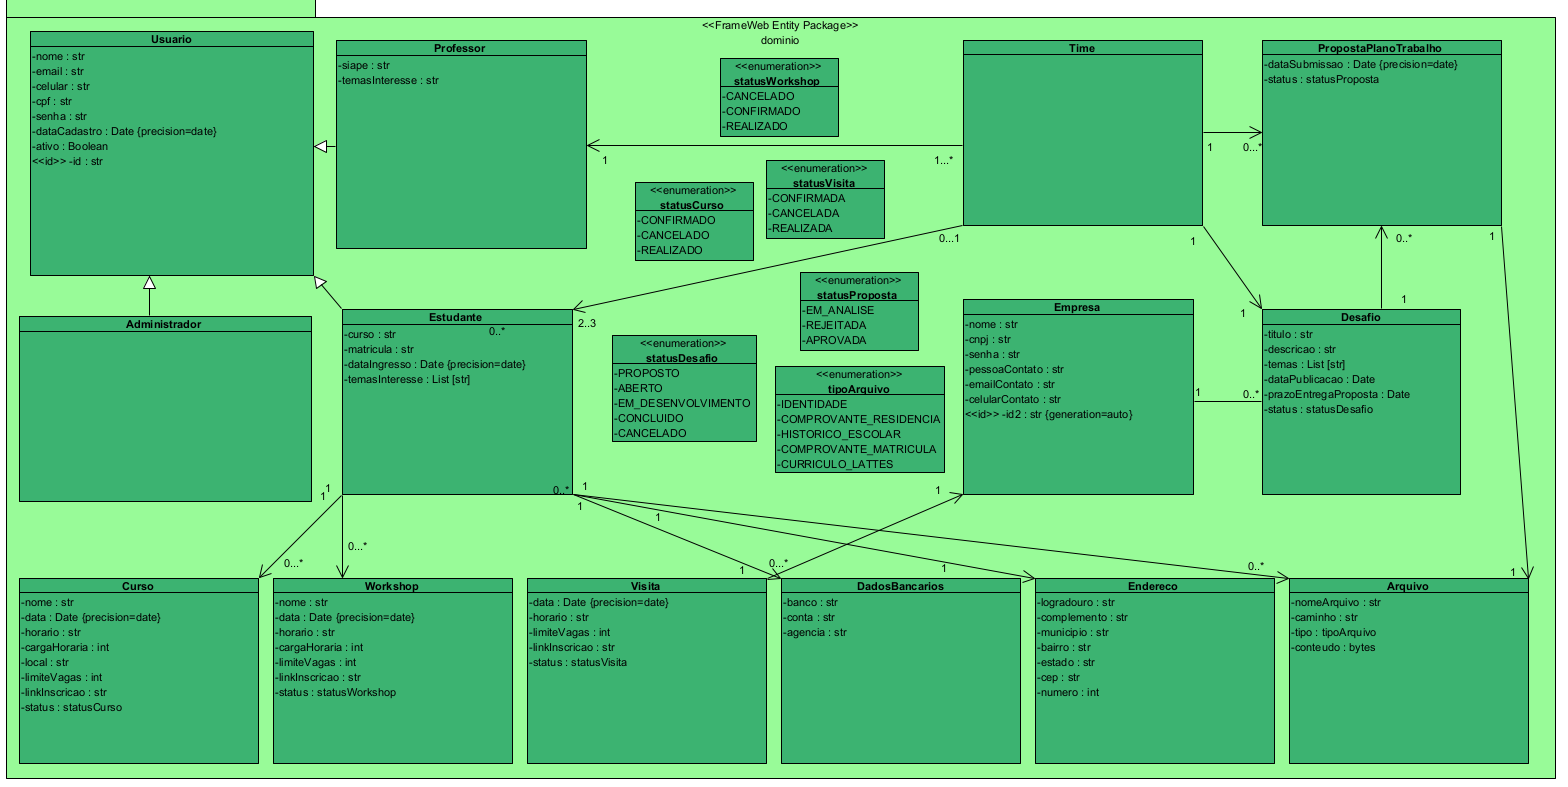 <<FrameWeb Entity Package>>
dominio
Usuario
-nome : str
-email : str
-celular : str
-cpf : str
-senha : str
-dataCadastro : Date {precision=date}
-ativo : Boolean
<<id>> -id : str
Professor
-siape : str
-temasInteresse : str
<<enumeration>>
statusWorkshop
-CANCELADO
-CONFIRMADO
-REALIZADO
Time
PropostaPlanoTrabalho
-dataSubmissao : Date {precision=date}
-status : statusProposta
1
1...*
1
0...*
<<enumeration>>
statusVisita
-CONFIRMADA
-CANCELADA
-REALIZADA
<<enumeration>>
statusCurso
-CONFIRMADO
-CANCELADO
-REALIZADO
0...1
1
0..*
1
<<enumeration>>
statusProposta
-EM_ANALISE
-REJEITADA
-APROVADA
1
1
2..3
Administrador
Estudante
0..*
-curso : str
-matricula : str
-dataIngresso : Date {precision=date}
-temasInteresse : List [str]
<<enumeration>>
statusDesafio
-PROPOSTO
-ABERTO
-EM_DESENVOLVIMENTO
-CONCLUIDO
-CANCELADO
<<enumeration>>
tipoArquivo
-IDENTIDADE
-COMPROVANTE_RESIDENCIA
-HISTORICO_ESCOLAR
-COMPROVANTE_MATRICULA
-CURRICULO_LATTES
Empresa
-nome : str
-cnpj : str
-senha : str
-pessoaContato : str
-emailContato : str
-celularContato : str
<<id>> -id2 : str {generation=auto}
1
0..*
Desafio
-título : str
-descricao : str
-temas : List [str]
-dataPublicacao : Date
-prazoEntregaProposta : Date
-status : statusDesafio
1
1
0..*
1
1
1
1
0...*
0...*
1
0...*
1
0..*
1
Curso
-nome : str
-data : Date {precision=date}
-horario : str
-cargaHoraria : int
-local : str
-limiteVagas : int
-linkInscricao : str
-status : statusCurso
Workshop
-nome : str
-data : Date {precision=date}
-horario : str
-cargaHoraria : int
-limiteVagas : int
-linkInscricao : str
-status : statusWorkshop
Visita
-data : Date {precision=date}
-horario : str
-limiteVagas : int
-linkInscricao : str
-status : statusVisita
DadosBancarios
-banco : str
-conta : str
-agencia : str
Endereco
-logradouro : str
-complemento : str
-municipio : str
-bairro : str
-estado : str
-cep : str
-numero : int
Arquivo
-nomeArquivo : str
-caminho : str
-tipo : tipoArquivo
-conteudo : bytes